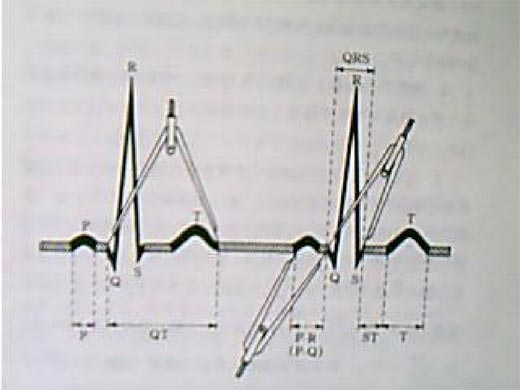 QRS
R R
P T T
Q S Q S
P QT P R ST T
(P Q)